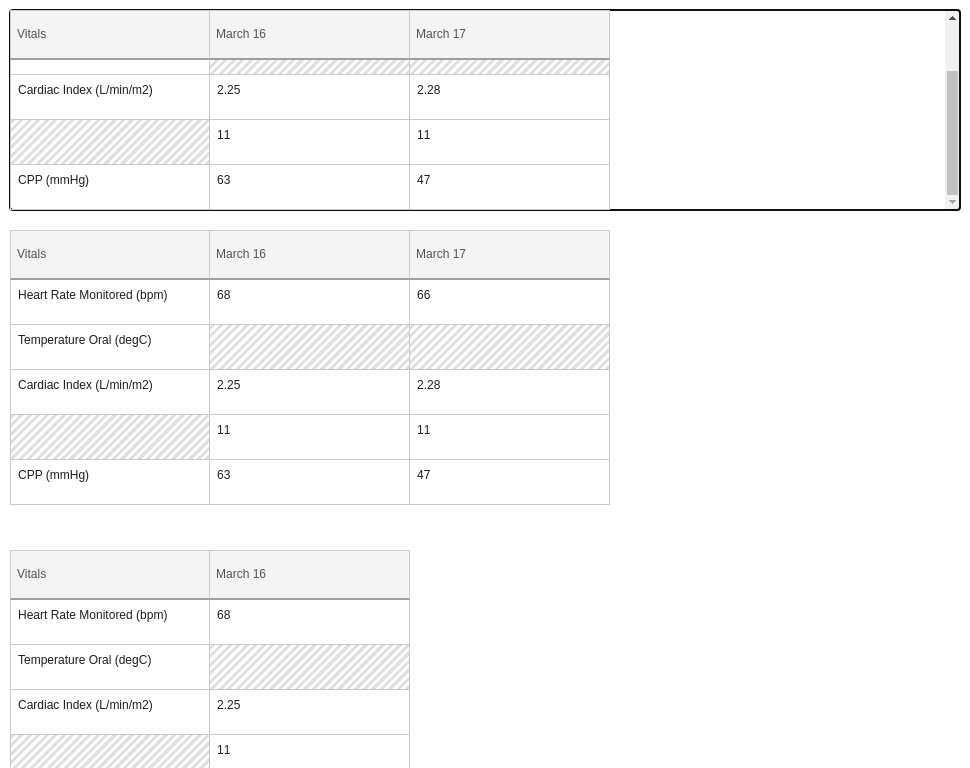 Vitals March 16 March 17
Cardiac Index (L/min/m2) 2.25 2.28
11 11
CPP (mmHg) 63 47
Vitals March 16 March 17
Heart Rate Monitored (bpm) 68 66
Temperature Oral (degC)
Cardiac Index (L/min/m2) 2.25 2.28
11 11
CPP (mmHg) 63 47
Vitals March 16
Heart Rate Monitored (bpm) 68
Temperature Oral (degC)
Cardiac Index (L/min/m2) 2.25
11